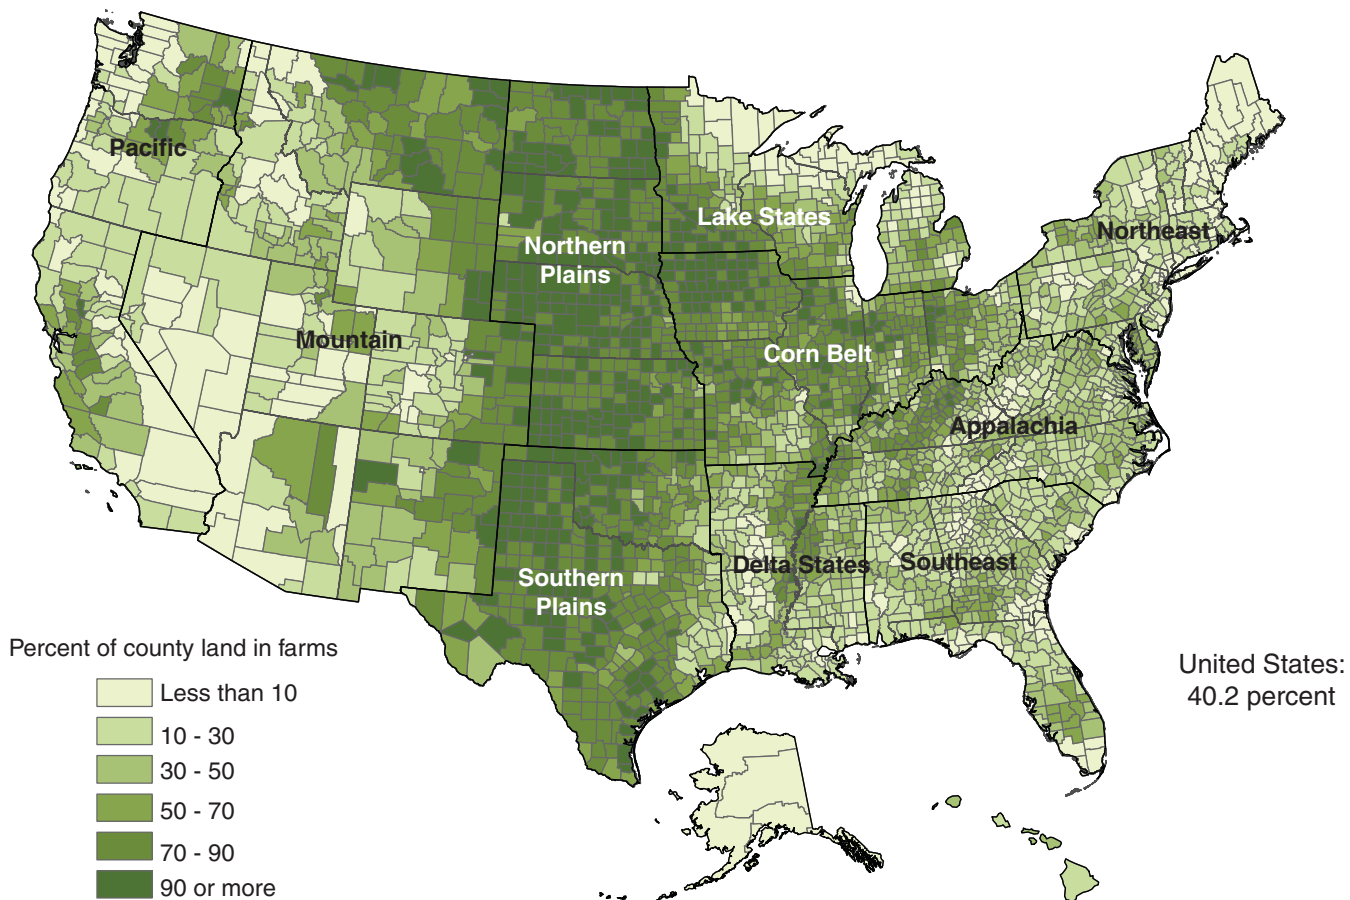 Pacific
Lake States
Northeast
Northern
Plains
Mountain
Corn Belt
Appalachia
Delta States
Southeast
Southern
Plains
Percent of county land in farms
Less than 10
10 - 30
30 - 50
50 - 70
70 - 90
90 or more
United States:
40.2 percent